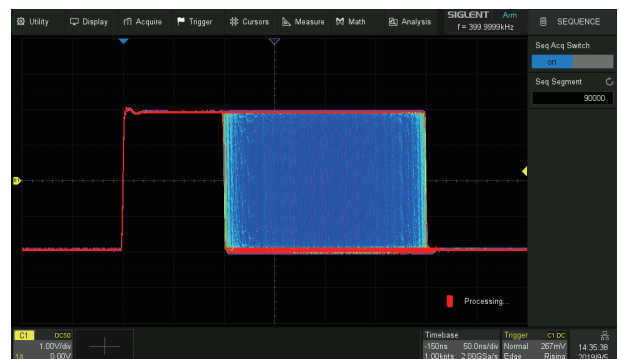 Utility Display Acquire Trigger Cursors Measure Math Analysis SIGLENT Arm
f = 399.9999kHz
SEQUENCE
Seq Acq Switch
on
Seq Segment
90000
Processing...
C1 DC50
1.00V/div
1X 0.00V
Timebase
-150ns 50.0ns/div
1.00kpts 2.00GSa/s
Trigger C1 DC
Normal 267mV
Edge Rising
14:35:38
2019/9/5